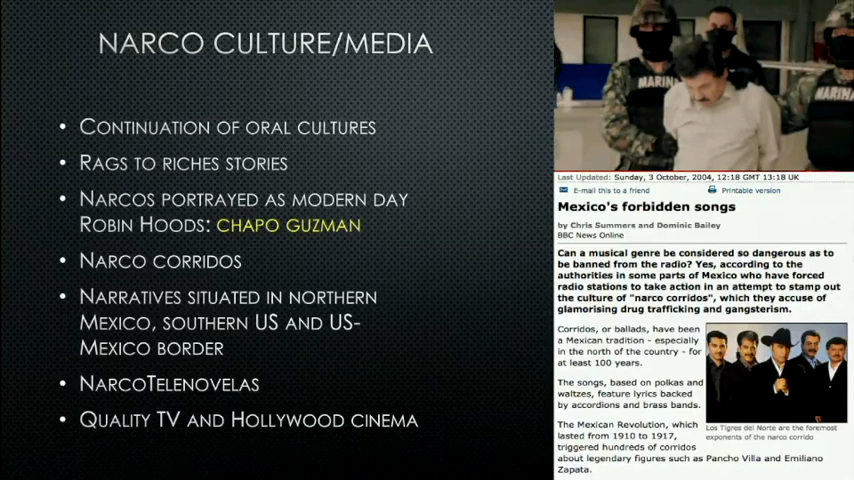 NARCO CULTURE/MEDIA
• CONTINUATION OF ORAL CULTURES
• RAGS TO RICHES STORIES
• NARCOS PORTRAYED AS MODERN DAY
ROBIN HOODS: CHAPO GUZMAN
• NARCO CORRIDOS
• NARRATIVES SITUATED IN NORTHERN
MEXICO, SOUTHERN US AND US-
MEXICO BORDER
• NARCOTELENOVELAS
• QUALITY TV AND HOLLYWOOD CINEMA
MARINA
MARINA
Last Updated: Sunday, 3 October, 2004, 12:18 GMT 13:18 UK
E-mail this to a friend
Printable version
Mexico's forbidden songs
by Chris Summers and Dominic Bailey
BBC News Online
Can a musical genre be considered so dangerous as to
be banned from the radio? Yes, according to the
authorities in some parts of Mexico who have forced
radio stations to take action in an attempt to stamp out
the culture of "narco corridos", which they accuse of
glamorising drug trafficking and gangsterism.
Corridos, or ballads, have been
a Mexican tradition - especially
in the north of the country - for
at least 100 years.
The songs, based on polkas and
waltzes, feature lyrics backed
by accordions and brass bands.
Los Tigres del Norte are the foremost
exponents of the narco corrido
The Mexican Revolution, which
lasted from 1910 to 1917,
triggered hundreds of corridos
about legendary figures such as Pancho Villa and Emiliano
Zapata.